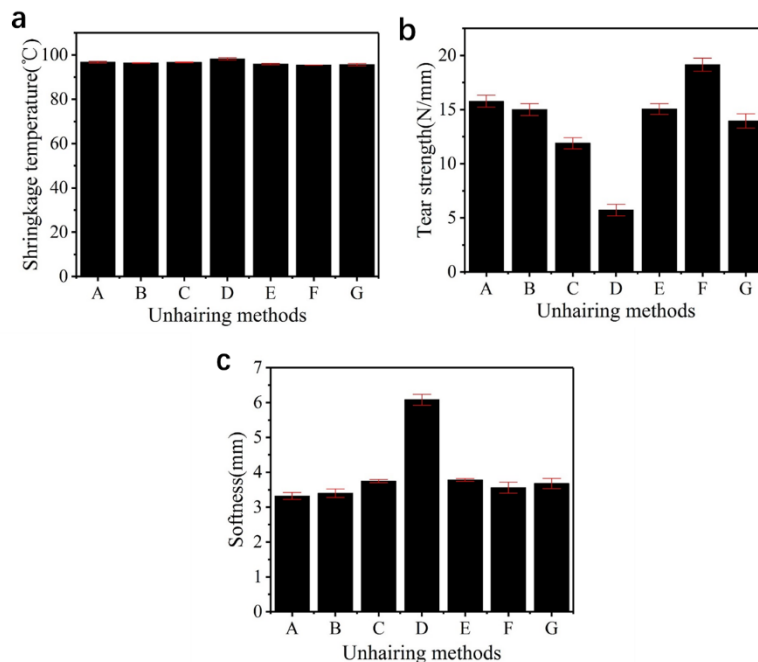 a
Shringkage temperature(℃)
120
100
80
60
40
20
0
A B C D E F G
Unhairing methods
b
Tear strength(N/mm)
20
15
10
5
0
A B C D E F G
Unhairing methods
c
Softness(mm)
7
6
5
4
3
2
1
0
A B C D E F G
Unhairing methods